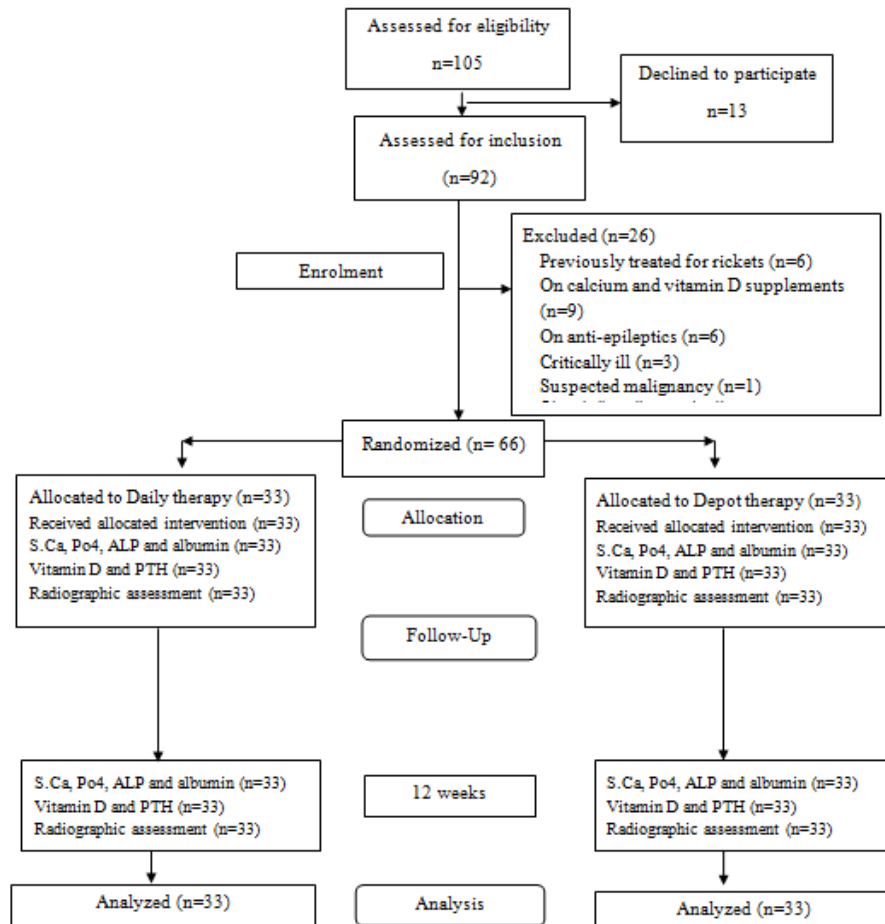 Assessed for eligibility
n=105
Declined to participate
n=13
Assessed for inclusion
(n=92)
Enrolment
Excluded (n=26)
Previously treated for rickets (n=6)
On calcium and vitamin D supplements
(n=9)
On anti-epileptics (n=6)
Critically ill (n=3)
Suspected malignancy (n=1)
Randomized (n= 66)
Allocated to Daily therapy (n=33)
Received allocated intervention (n=33)
S.Ca, Po4, ALP and albumin (n=33)
Vitamin D and PTH (n=33)
Radiographic assessment (n=33)
Allocation
Allocated to Depot therapy (n=33)
Received allocated intervention (n=33)
S.Ca, Po4, ALP and albumin (n=33)
Vitamin D and PTH (n=33)
Radiographic assessment (n=33)
Follow-Up
S.Ca, Po4, ALP and albumin (n=33)
Vitamin D and PTH (n=33)
Radiographic assessment (n=33)
12 weeks
S.Ca, Po4, ALP and albumin (n=33)
Vitamin D and PTH (n=33)
Radiographic assessment (n=33)
Analyzed (n=33)
Analysis
Analyzed (n=33)